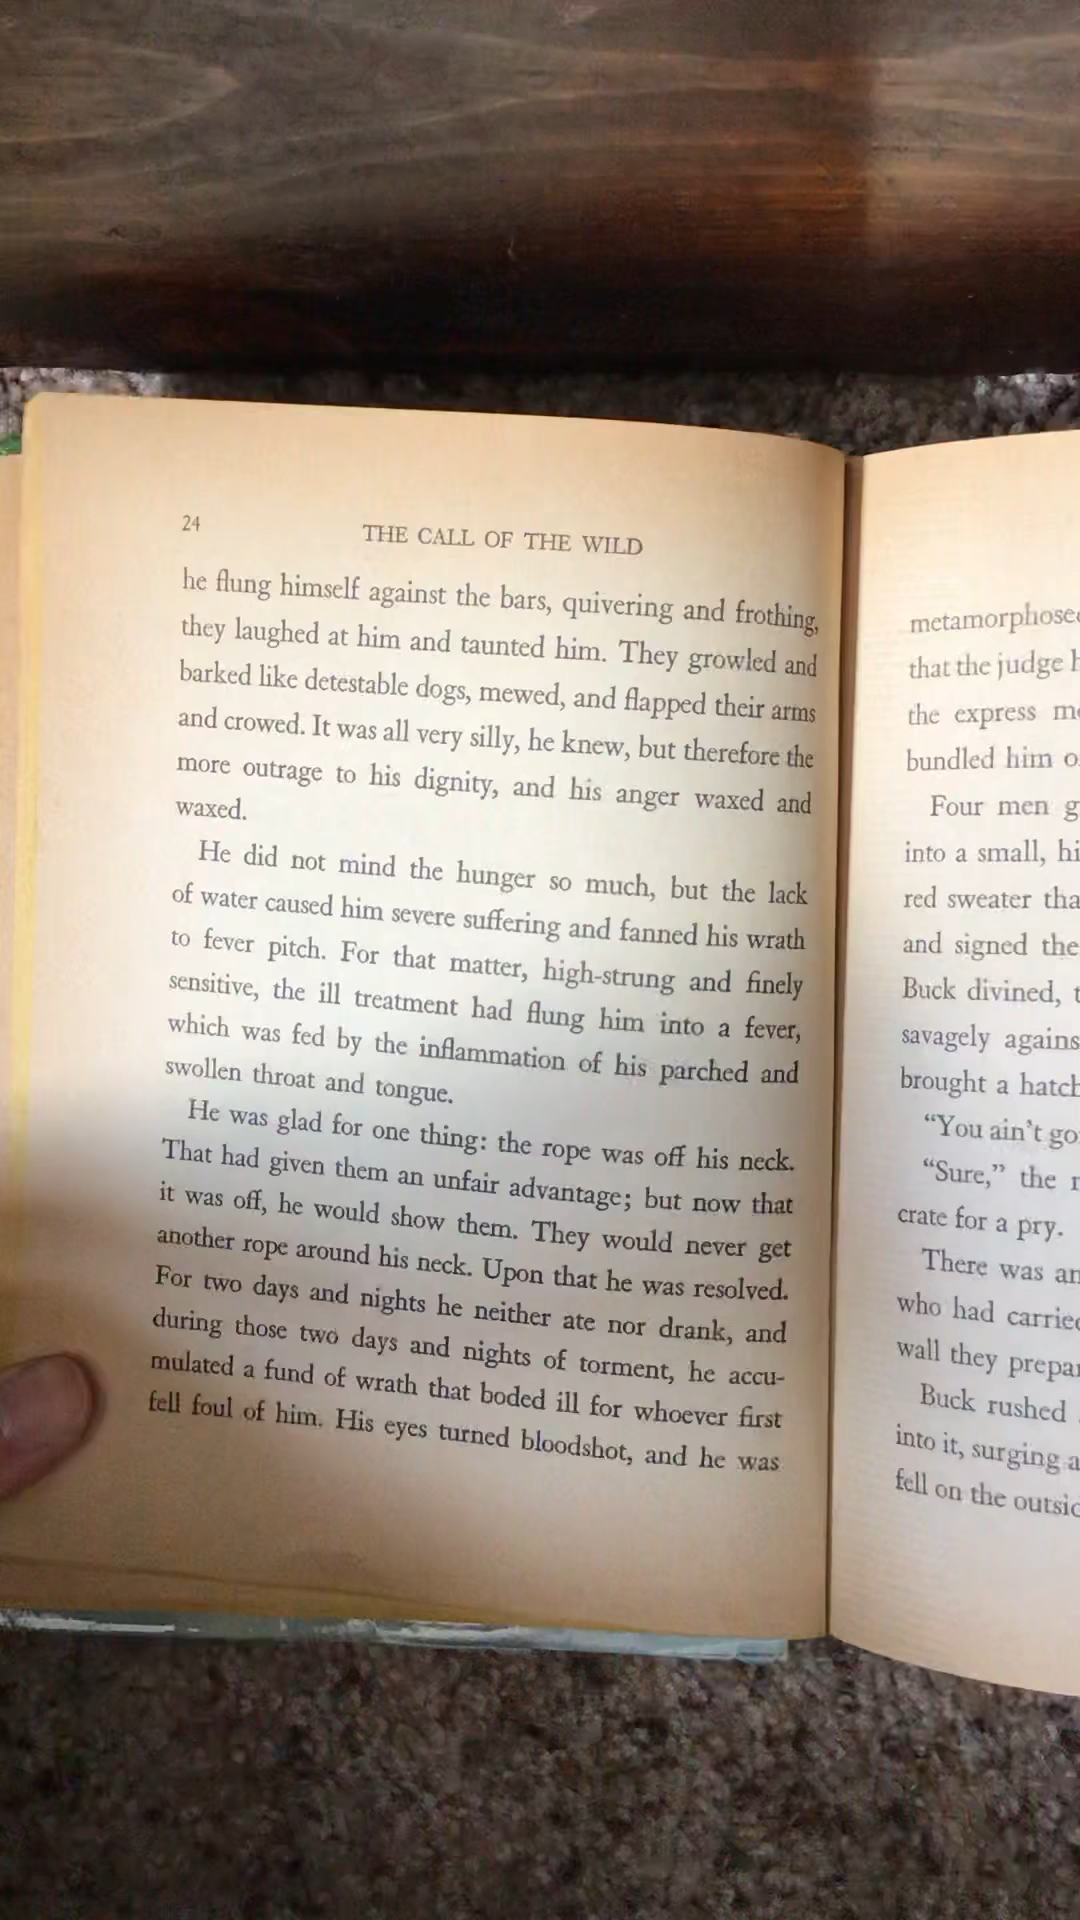 24
THE CALL OF THE WILD
he flung himself against the bars, quivering and frothing,
they laughed at him and taunted him. They growled and
barked like detestable dogs, mewed, and flapped their arms
and crowed. It was all very silly, he knew, but therefore the
more outrage to his dignity, and his anger waxed and
waxed.
He did not mind the hunger so much, but the lack
of water caused him severe suffering and fanned his wrath
to fever pitch. For that matter, high-strung and finely
sensitive, the ill treatment had flung him into a fever,
which was fed by the inflammation of his parched and
swollen throat and tongue.
He was glad for one thing: the rope was off his neck.
That had given them an unfair advantage; but now that
it was off, he would show them. They would never get
another rope around his neck. Upon that he was resolved.
For two days and nights he neither ate nor drank, and
during those two days and nights of torment, he accu-
mulated a fund of wrath that boded ill for whoever first
fell foul of him. His eyes turned bloodshot, and he was
metamorphose
that the judge
the express
bundled him
Four men
into a small,
red sweater
and signed the
Buck divined,
savagely
brought a
“You ain’t
“Sure,” the
crate for a pry.
There was
who had
wall they
Buck rushed
into it, surging
fell on the